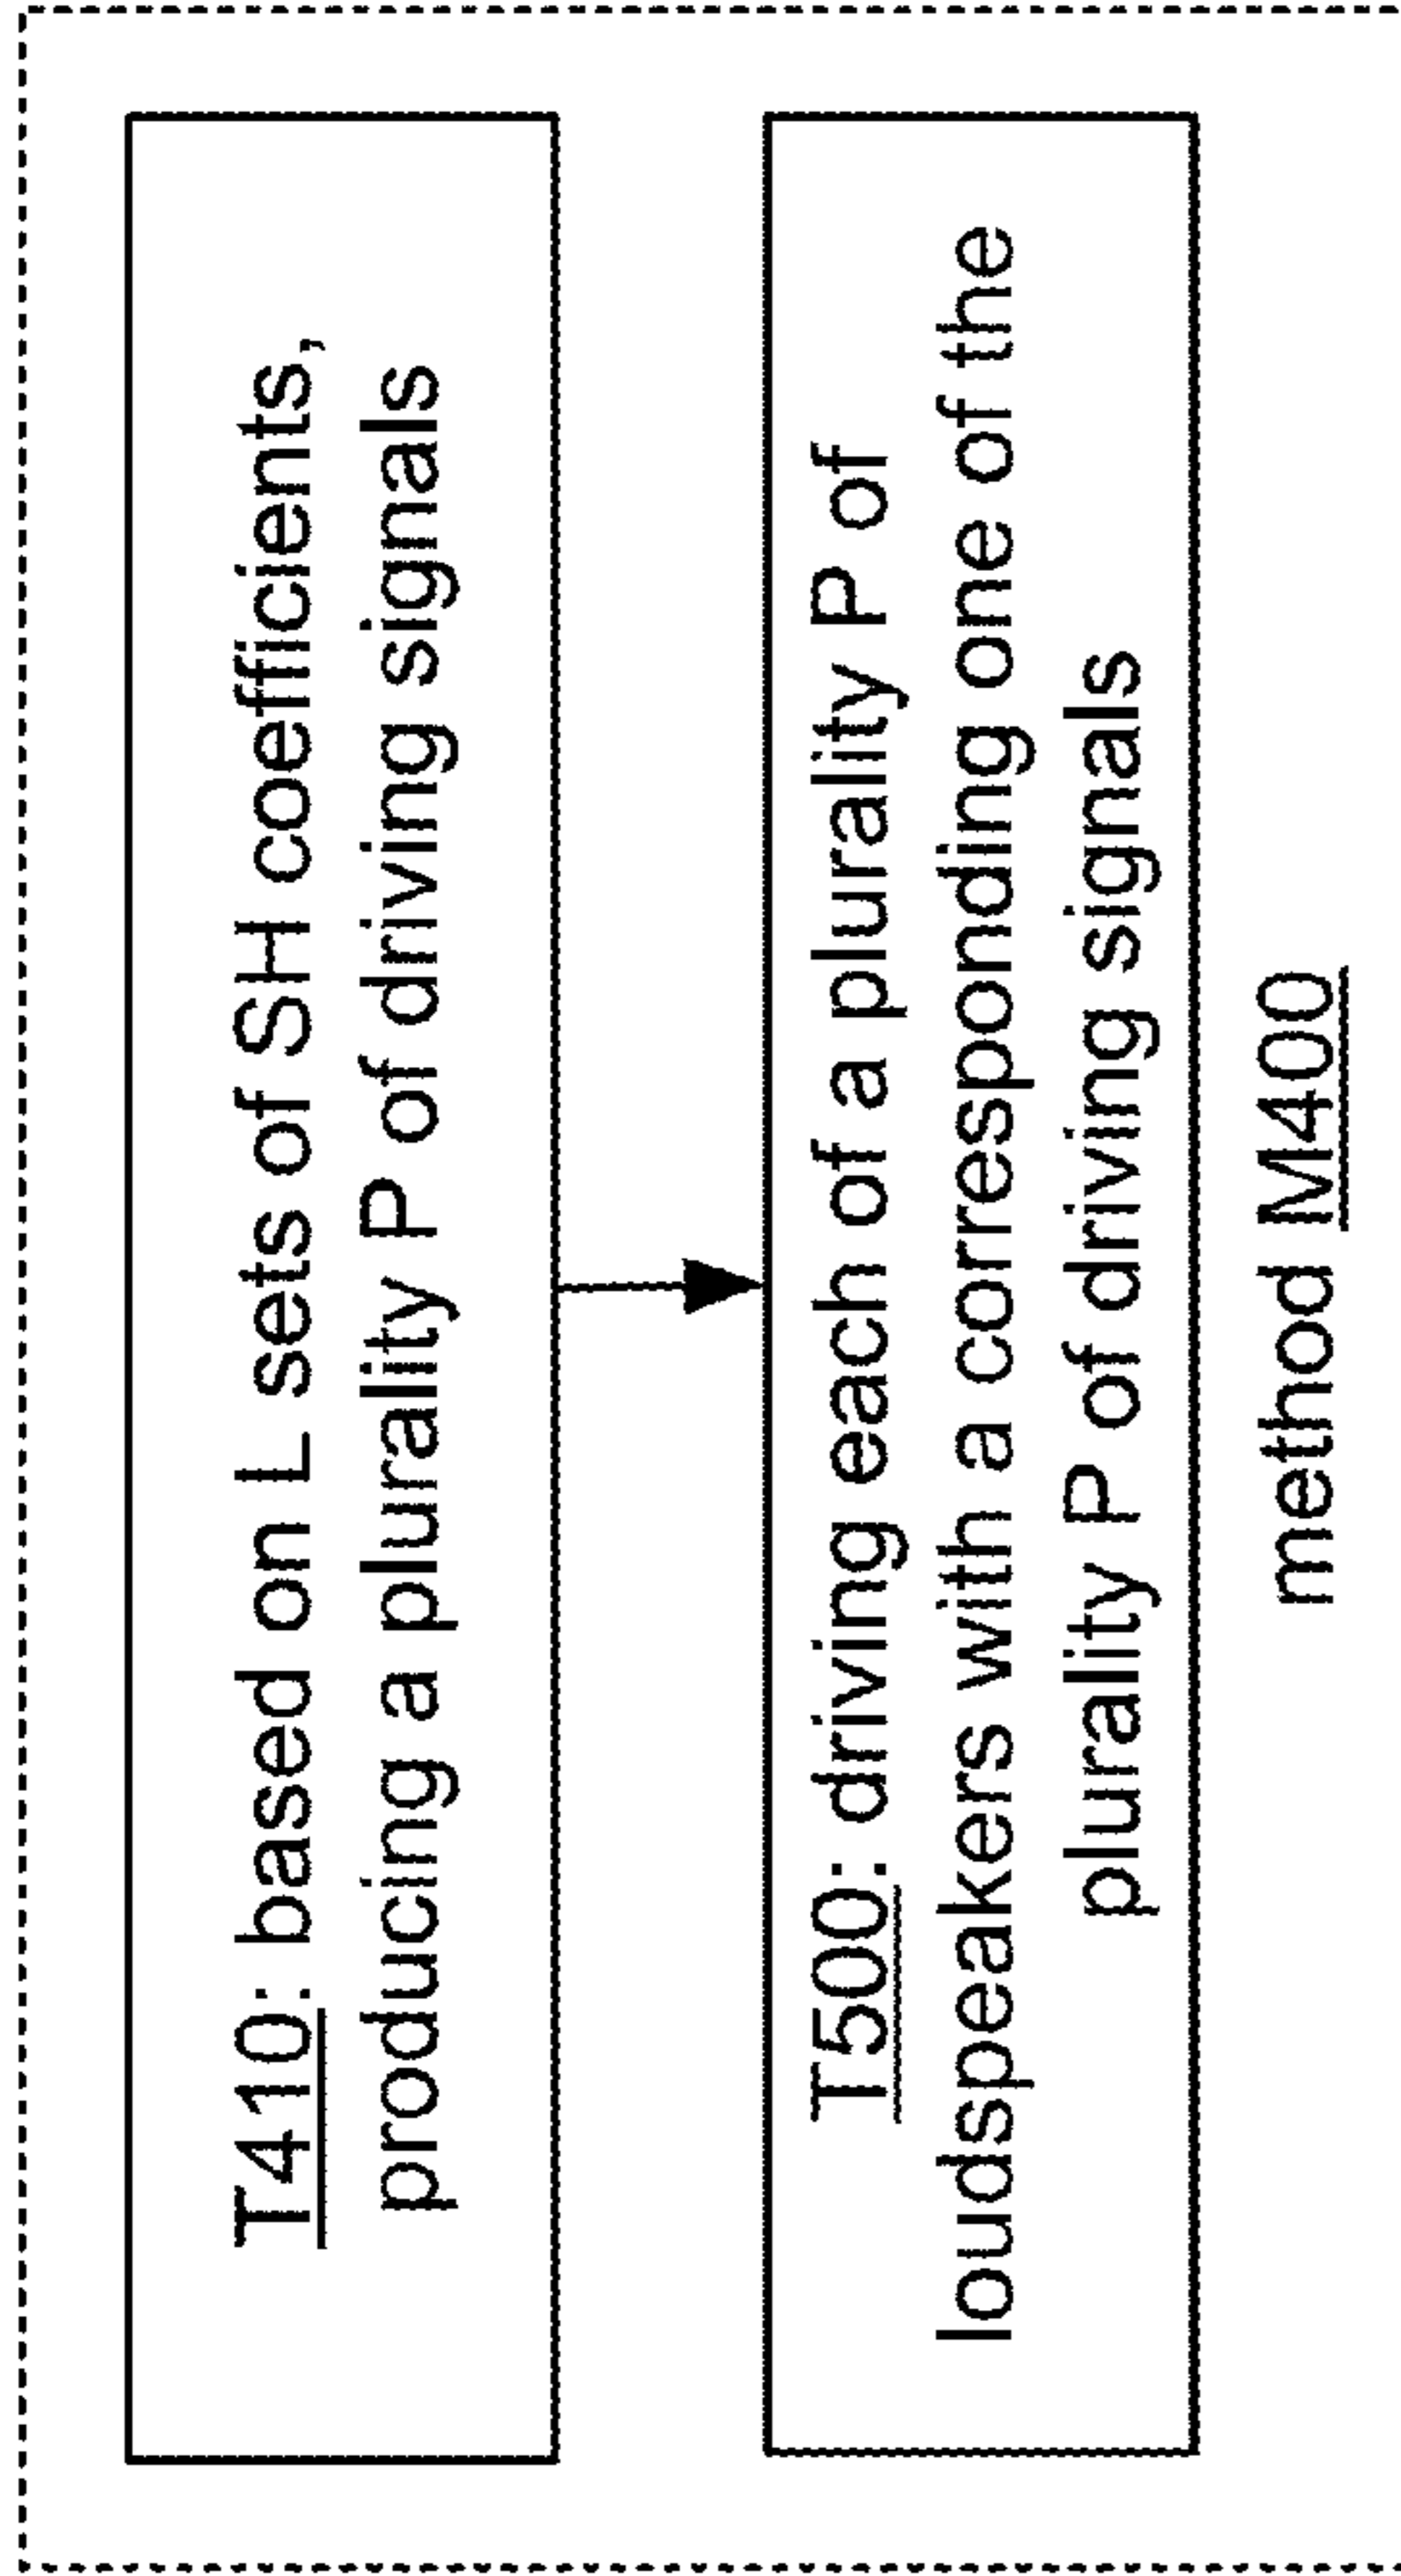 T410: based on L sets of SH coefficients,
producing a plurality P of driving signals
T500: driving each of a plurality P of
loudspeakers with a corresponding one of the
plurality P of driving signals
method M400